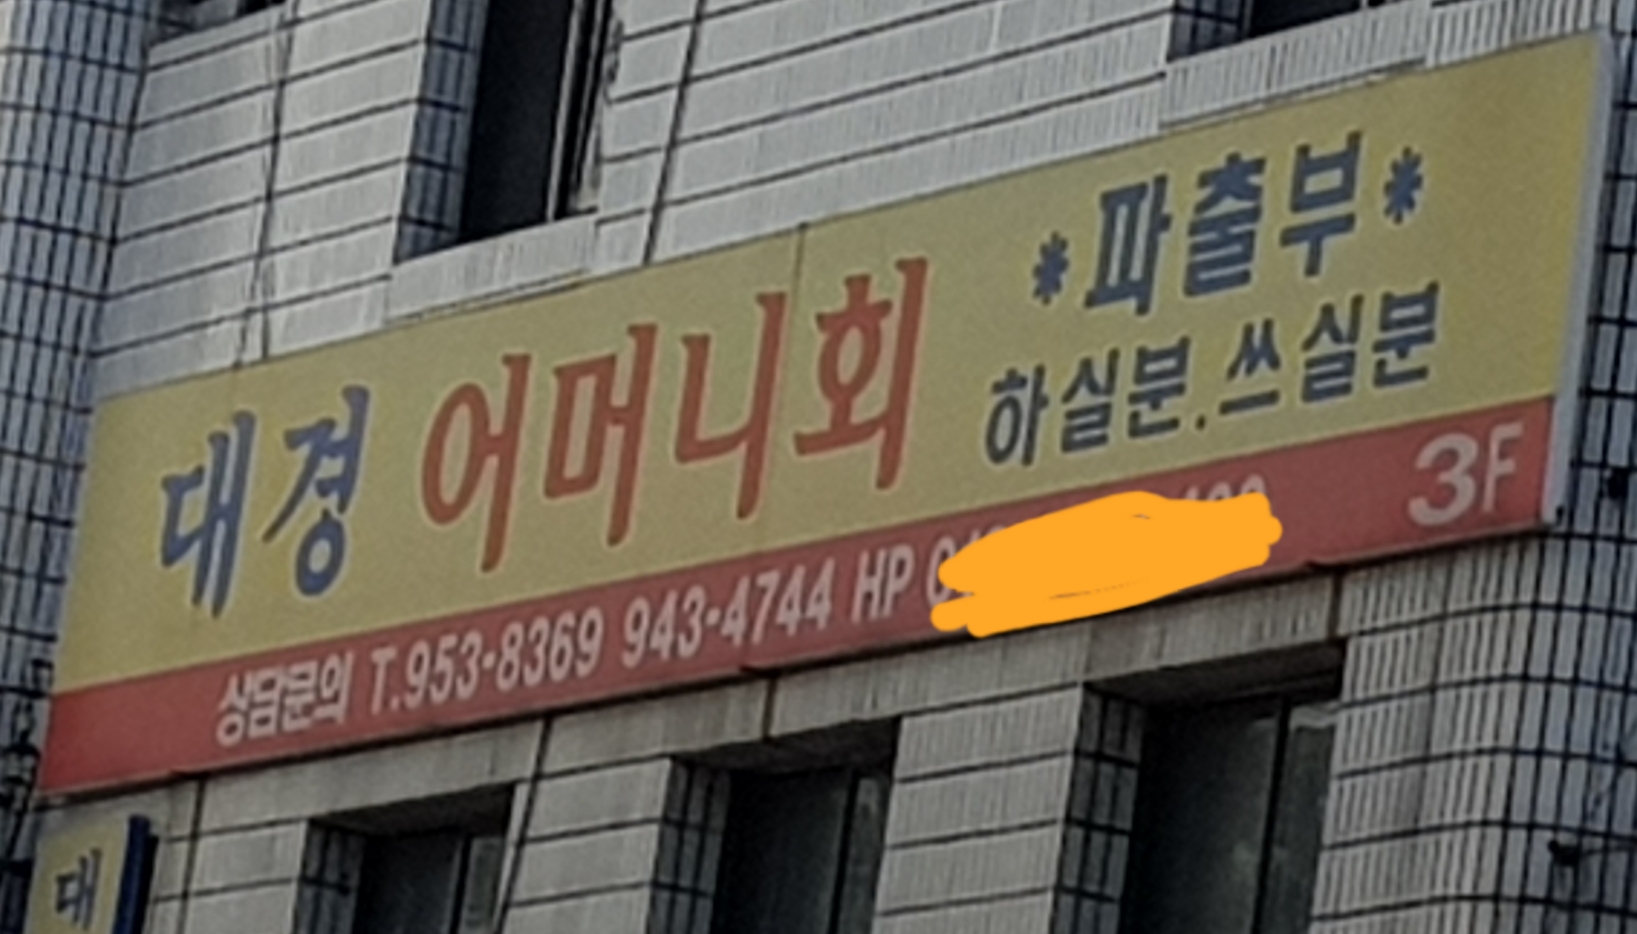 대경 어머니회
*파출부*
하실분.쓰실분
상담문의 T.953-8369 943-4744 HP
3F
대